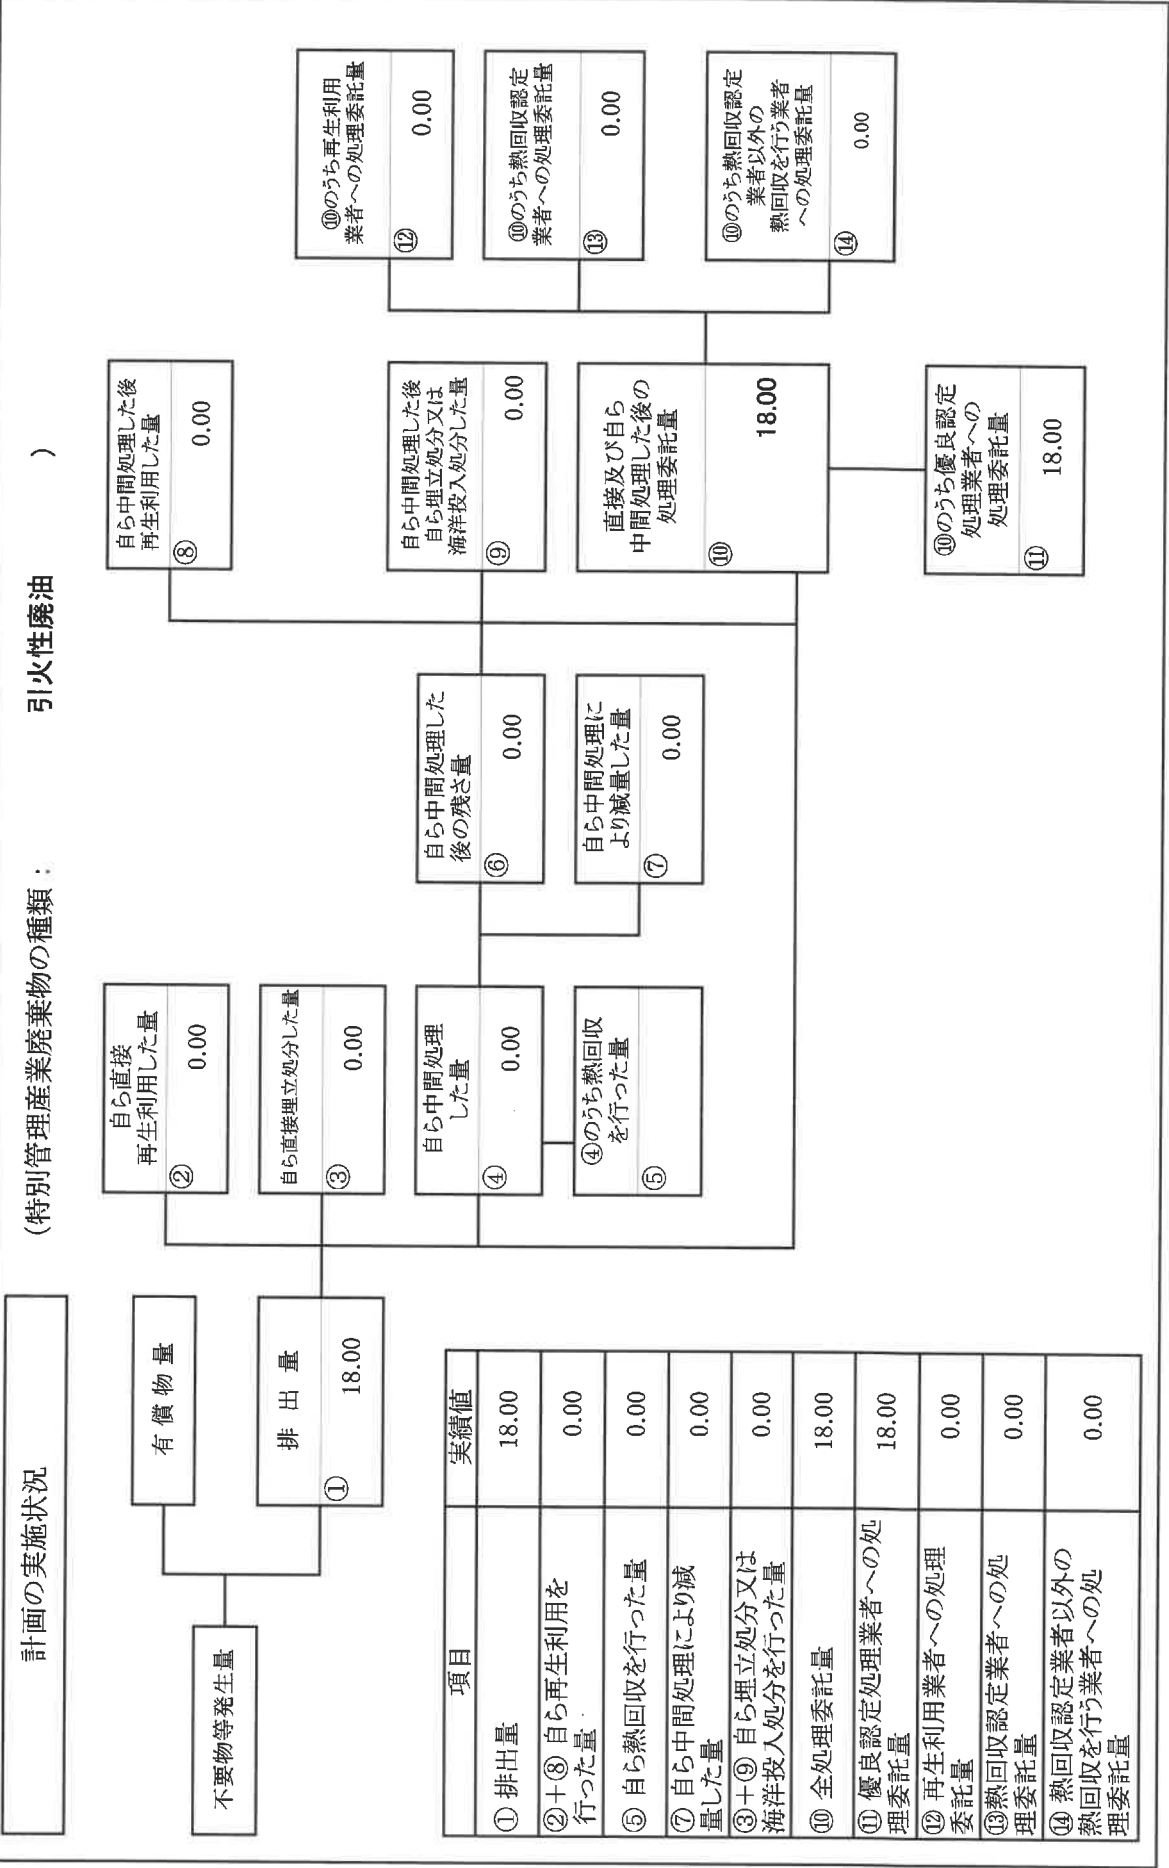 計画の実施状況
(特別管理産業廃棄物の種類: 引火性廃油 )
不要物等発生量
有償物量
排出量
① 18.00
自ら直接
再生利用した量
② 0.00
自ら直接埋立処分した量
③ 0.00
自ら中間処理
した量
④ 0.00
④のうち熱回収
を行った量
⑤
自ら中間処理した
後の残さ量
⑥ 0.00
自ら中間処理に
より減量した量
⑦ 0.00
自ら中間処理した後
再生利用した量
⑧ 0.00
自ら中間処理した後
自ら埋立処分又は
海洋投入処分した量
⑨ 0.00
直接及び自ら
中間処理した後の
処理委託量
⑩ 18.00
⑩のうち優良認定
処理業者への
処理委託量
⑪ 18.00
⑩のうち再生利用
業者への処理委託量
⑫ 0.00
⑩のうち熱回収認定
業者への処理委託量
⑬ 0.00
⑩のうち熱回収認定
業者以外の
熱回収を行う業者
への処理委託量
⑭ 0.00
項目 実績値
① 排出量 18.00
②+⑧ 自ら再生利用を
行った量 0.00
⑤ 自ら熱回収を行った量 0.00
⑦ 自ら中間処理により減
量した量 0.00
③+⑨ 自ら埋立処分又は
海洋投入処分を行った量 0.00
⑩ 全処理委託量 18.00
⑪ 優良認定処理業者への処
理委託量 18.00
⑫ 再生利用業者への処理
委託量 0.00
⑬熱回収認定業者への処
理委託量 0.00
⑭ 熱回収認定業者以外の
熱回収を行う業者への処
理委託量 0.00